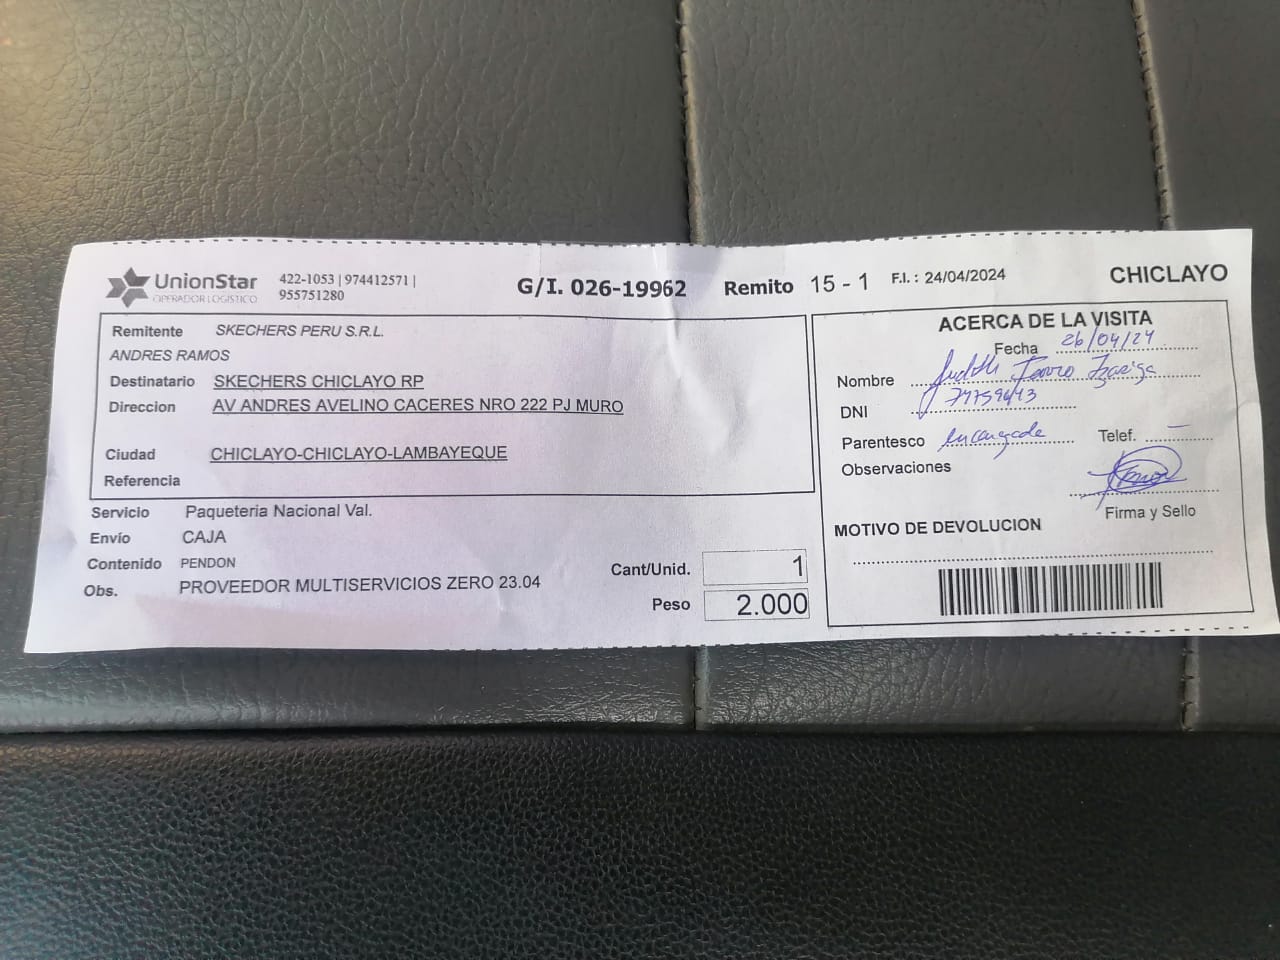 UnionStar
OPERADOR LOGISTICO
422-1053 | 974412571 |
955751280
G/I. 026-19962
Remito 15 - 1
F.I.: 24/04/2024
CHICLAYO
Remitente SKECHERS PERU S.R.L.
ANDRES RAMOS
Destinatario SKECHERS CHICLAYO RP
Direccion AV ANDRES AVELINO CACERES NRO 222 PJ MURO
Ciudad CHICLAYO-CHICLAYO-LAMBAYEQUE
Referencia
Servicio Paqueteria Nacional Val.
Envío CAJA
Contenido PENDON
Obs. PROVEEDOR MULTISERVICIOS ZERO 23.04
Cant/Unid. 1
Peso 2.000
ACERCA DE LA VISITA
Fecha 26/04/24
Nombre Judith
DNI
Parentesco encargada Telef. -
Observaciones
Firma y Sello
MOTIVO DE DEVOLUCION